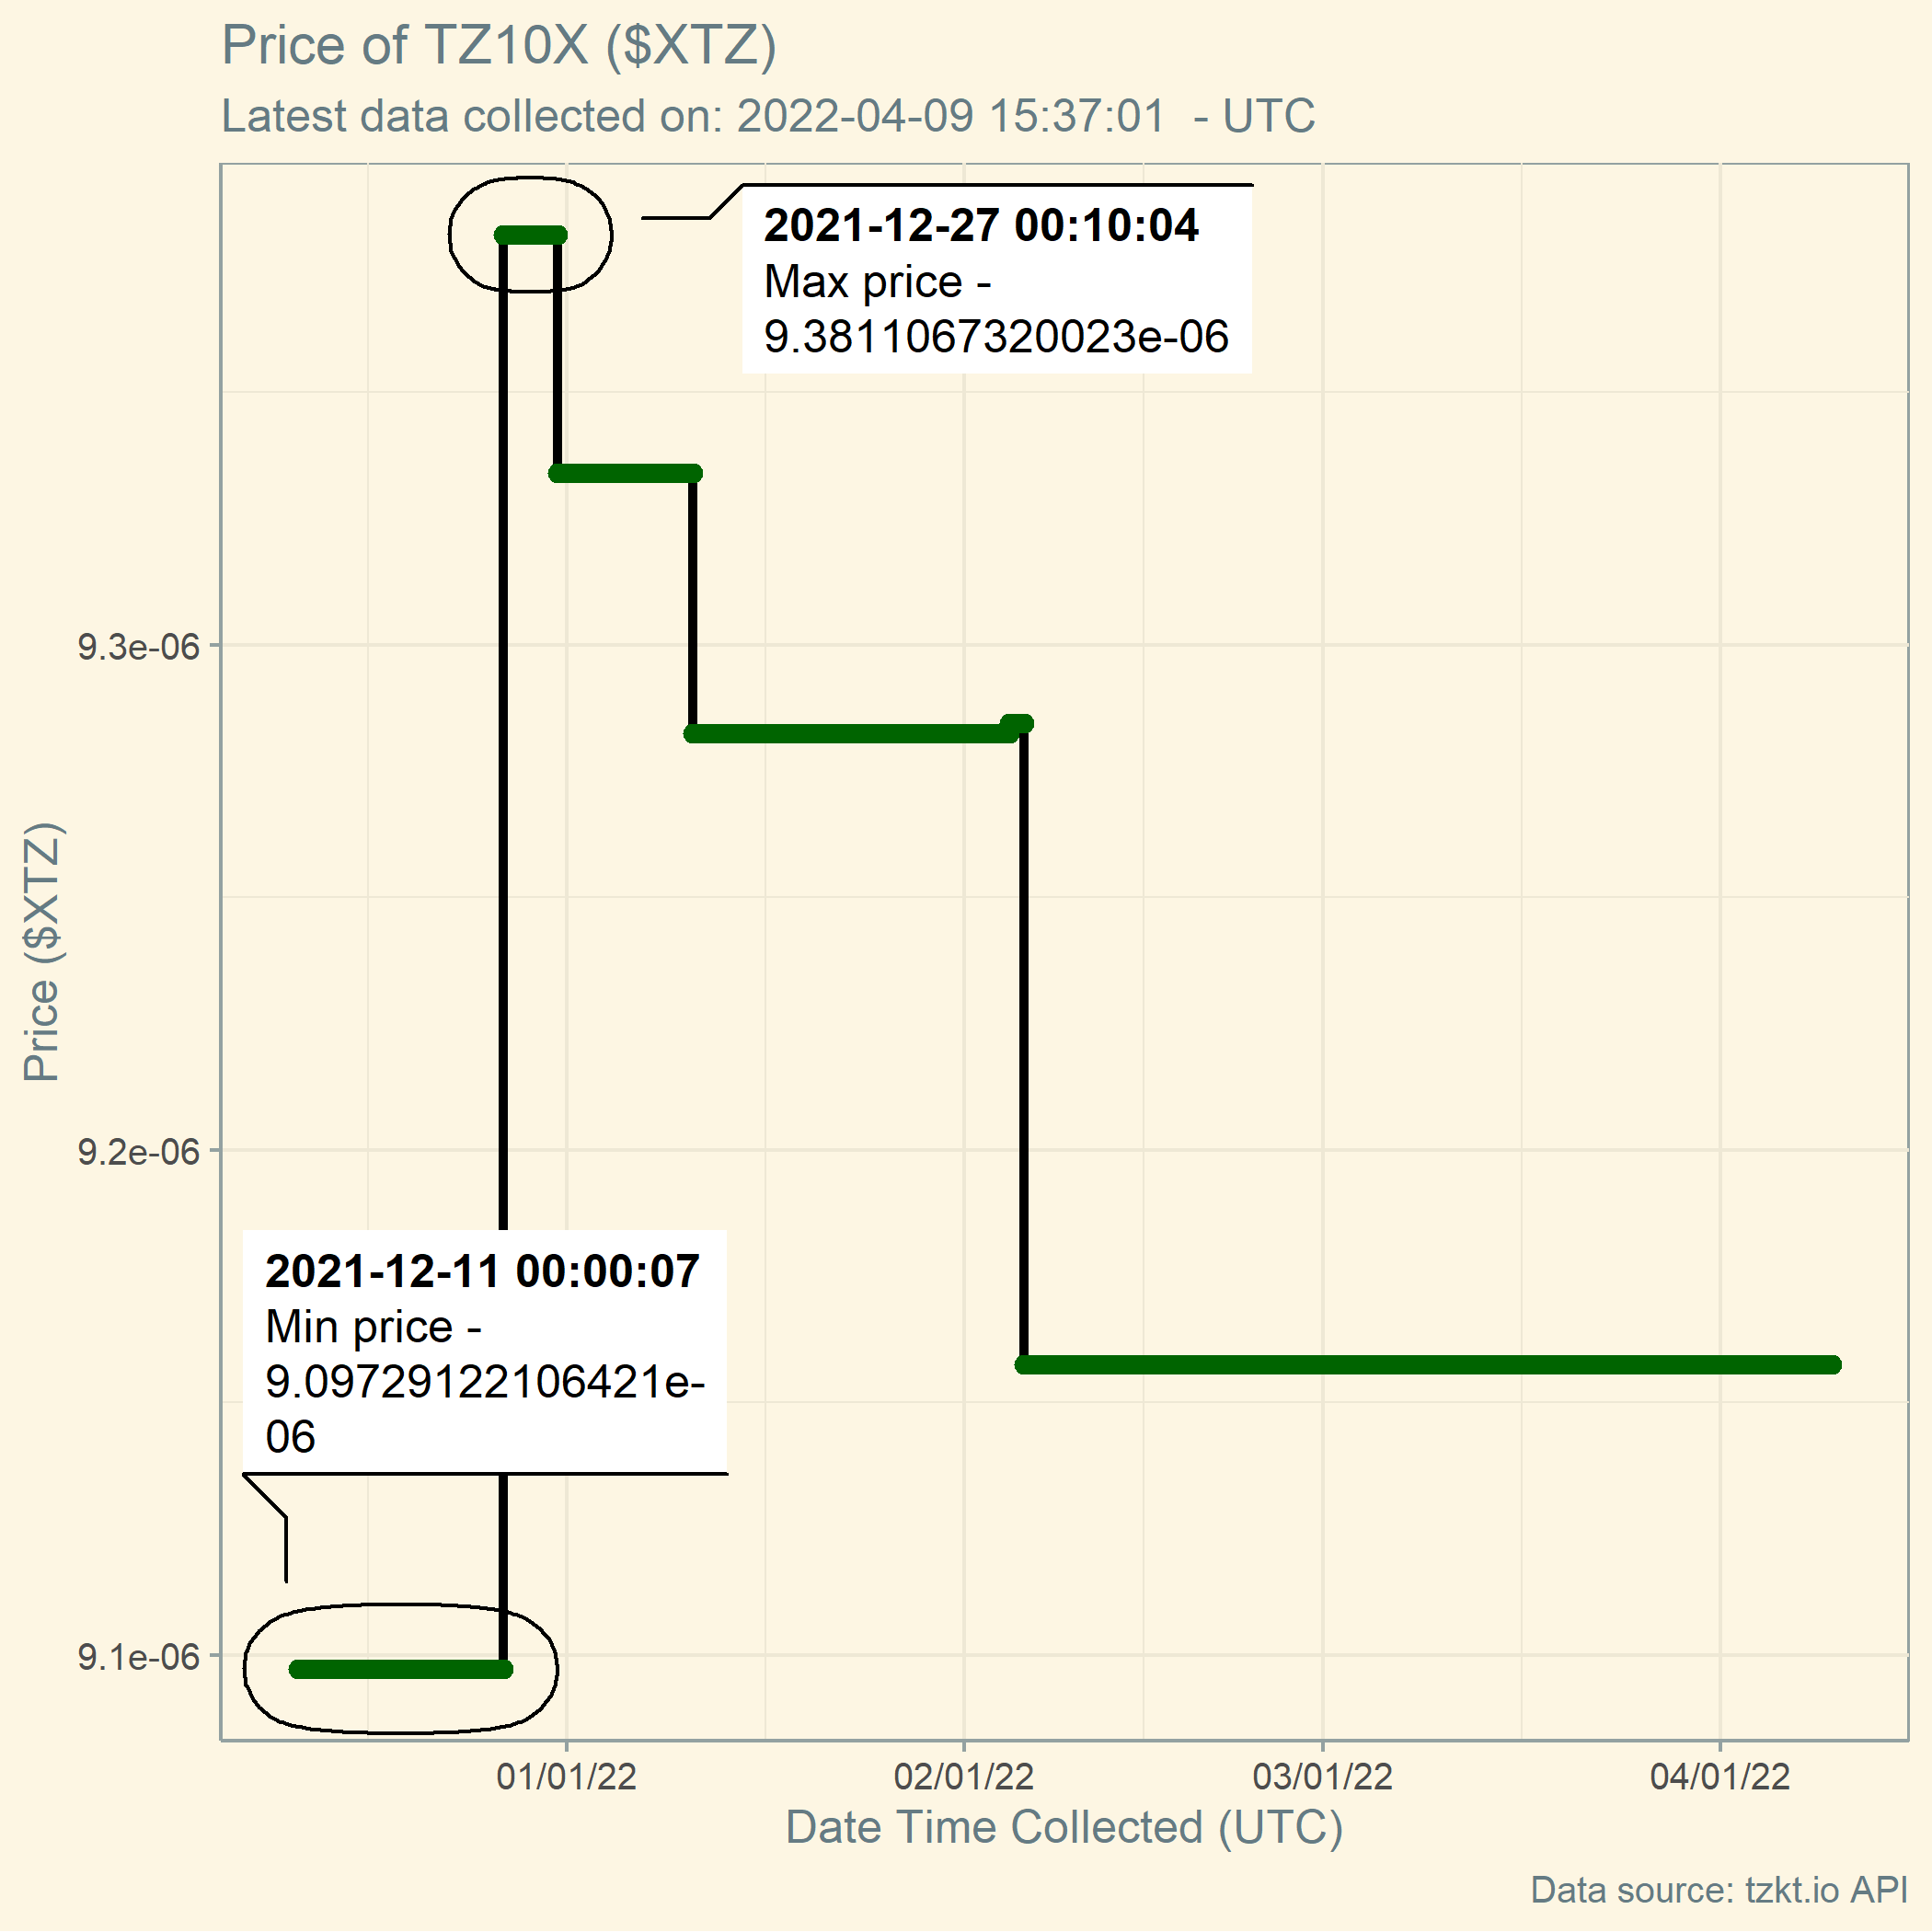 Price of TZ10X ($XTZ)
Latest data collected on: 2022-04-09 15:37:01  - UTC
2021-12-27 00:10:04
Max price -
9.3811067320023e-06
9.3e-06
9.2e-06
9.1e-06
Price ($XTZ)
2021-12-11 00:00:07
Min price -
9.09729122106421e-
06
01/01/22
02/01/22
03/01/22
04/01/22
Date Time Collected (UTC)
Data source: tzkt.io API